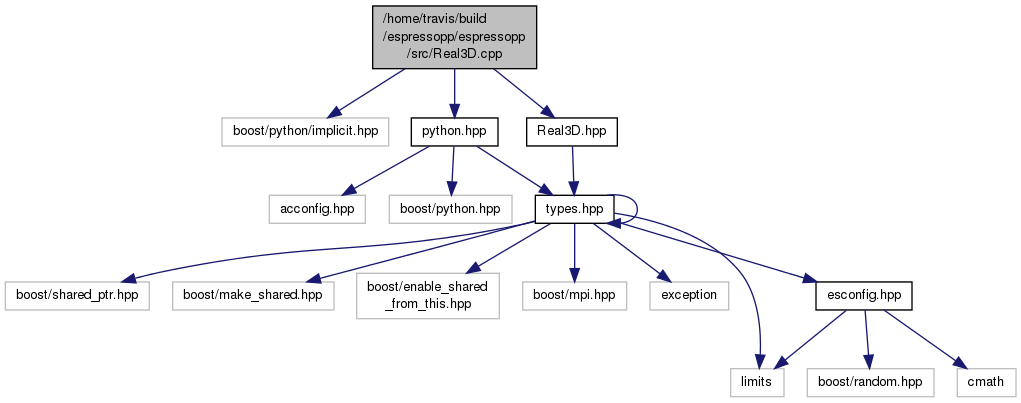 /home/travis/build
/espressopp/espressopp
/src/Real3D.cpp
boost/python/implicit.hpp
python.hpp
Real3D.hpp
acconfig.hpp
boost/python.hpp
types.hpp
boost/shared_ptr.hpp
boost/make_shared.hpp
boost/enable_shared
_from_this.hpp
boost/mpi.hpp
exception
esconfig.hpp
limits
boost/random.hpp
cmath